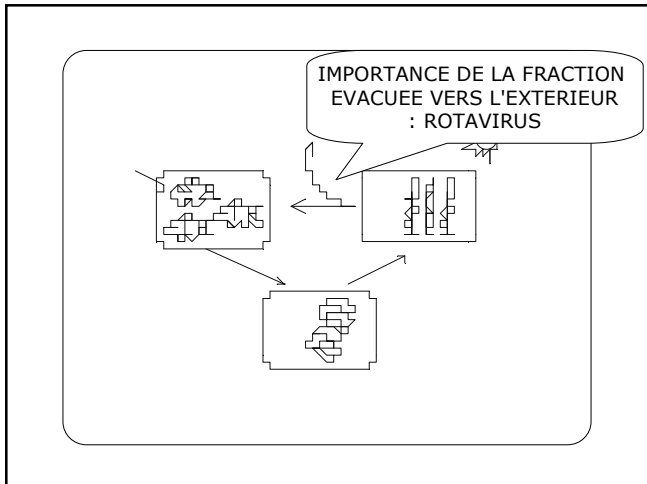 IMPORTANCE DE LA FRACTION
EVACUEE VERS L'EXTERIEUR
: ROTAVIRUS